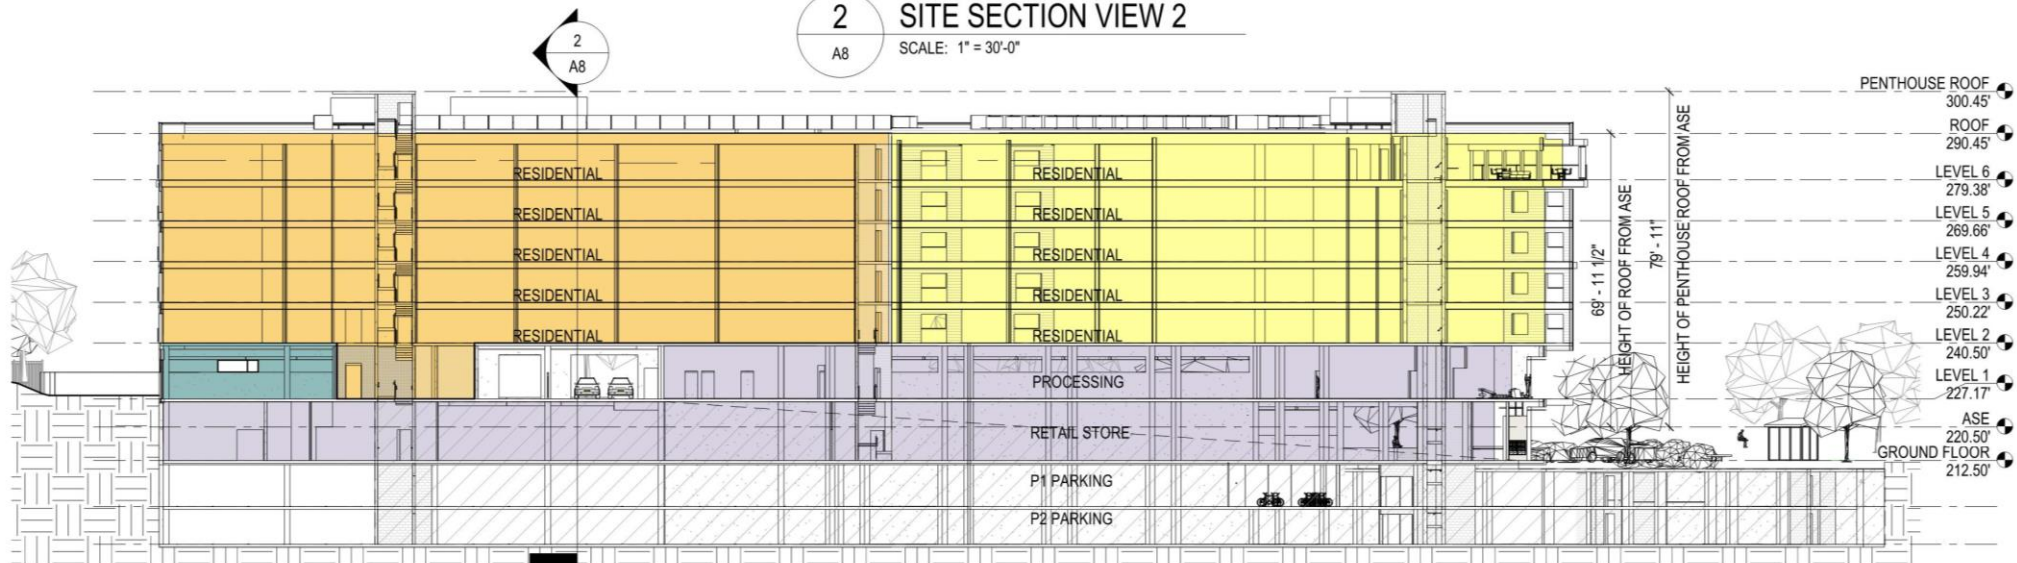 2
A8
SITE SECTION VIEW 2
SCALE: 1" = 30'-0"
2
A8
PENTHOUSE ROOF
300.45'
ROOF
290.45'
LEVEL 6
279.38'
LEVEL 5
269.66'
LEVEL 4
259.94'
LEVEL 3
250.22'
LEVEL 2
240.50'
LEVEL 1
227.17'
ASE
220.50'
GROUND FLOOR
212.50'
RESIDENTIAL RESIDENTIAL
RESIDENTIAL RESIDENTIAL
RESIDENTIAL RESIDENTIAL
RESIDENTIAL RESIDENTIAL
RESIDENTIAL RESIDENTIAL
PROCESSING
RETAIL STORE
P1 PARKING
P2 PARKING
69' - 11 1/2"
HEIGHT OF ROOF FROM ASE
79' - 11"
HEIGHT OF PENTHOUSE ROOF FROM ASE